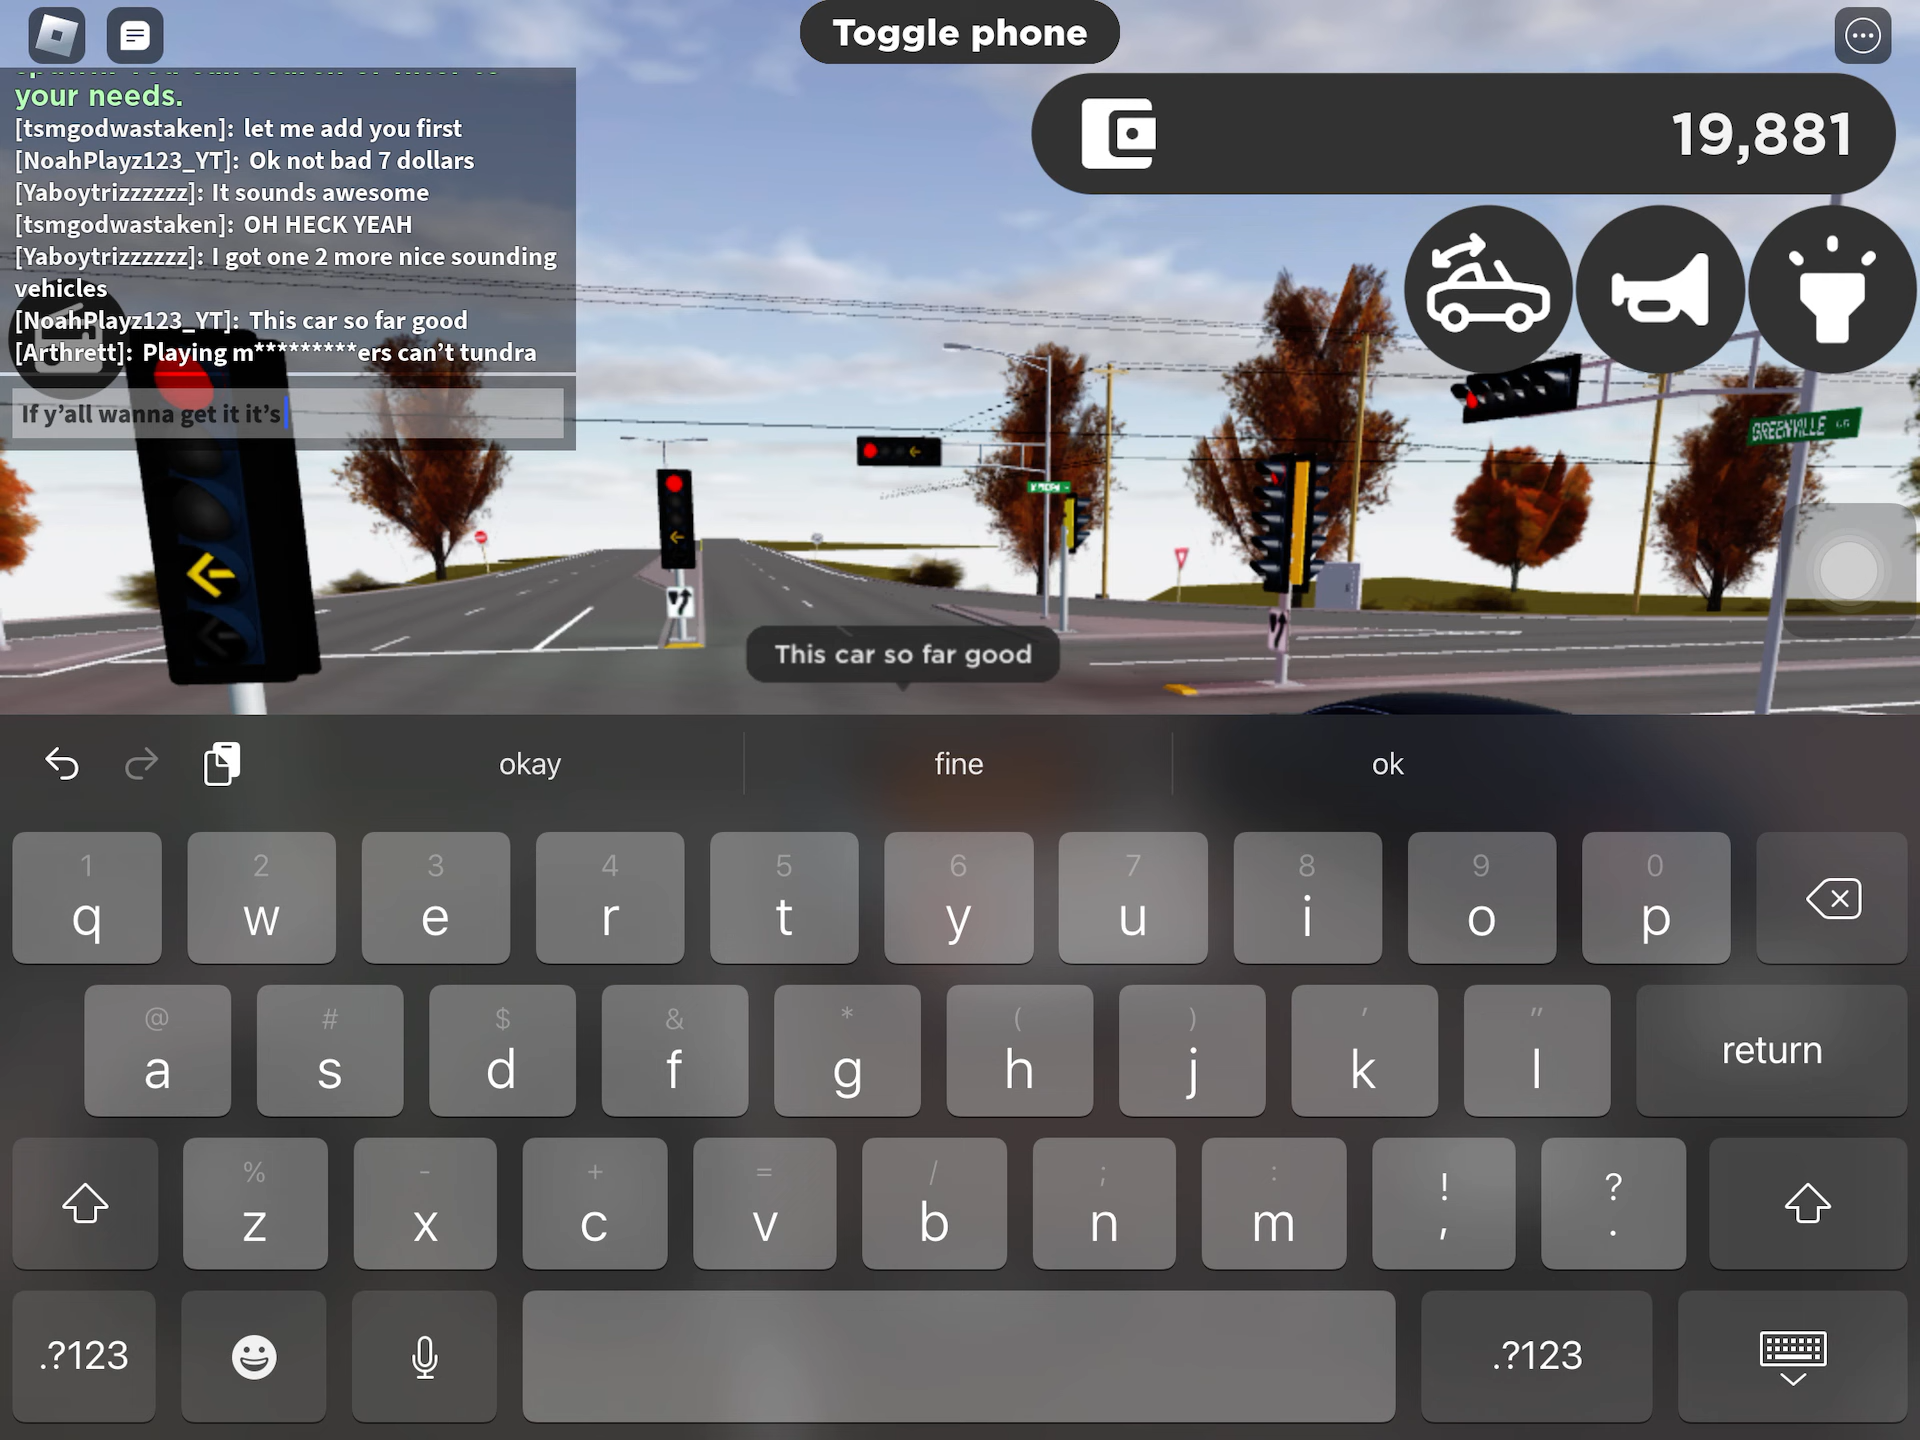 Toggle phone
your needs.
[tsmgodwastaken]: let me add you first
[NoahPlayz123_YT]: Ok not bad 7 dollars
[Yaboytrizzzzzz]: It sounds awesome
[tsmgodwastaken]: OH HECK YEAH
[Yaboytrizzzzzz]: I got one 2 more nice sounding
vehicles
[NoahPlayz123_YT]: This car so far good
[Arthrett]: Playing m*********ers can't tundra
If y'all wanna get it it's
19,881
GREENVILLE
This car so far good
okay fine ok
1 2 3 4 5 6 7 8 9 0
q w e r t y u i o p
@ # $ & * ( ) ' "
a s d f g h j k l return
% - + = / ; : ! ?
z x c v b n m , .
.?123 .?123